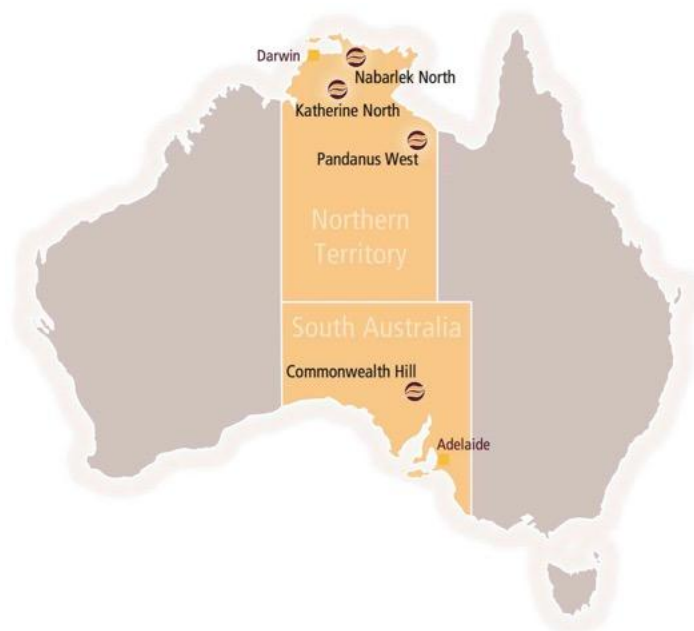 Darwin
Nabarlek North
Katherine North
Pandanus West
Northern
Territory
South Australia
Commonwealth Hill
Adelaide